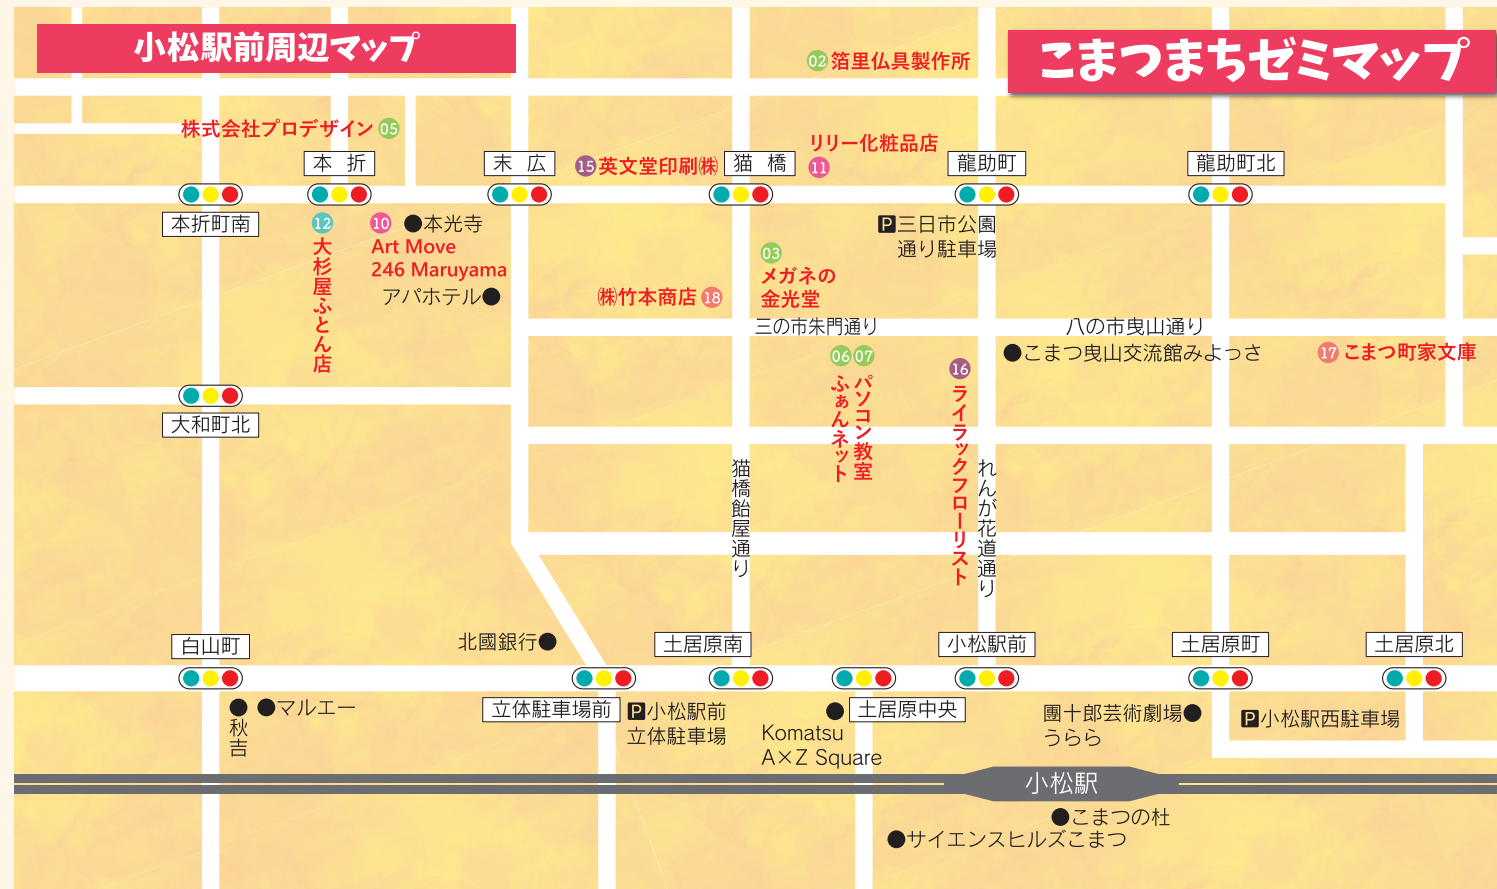 小松駅前周辺マップ
こまつまちゼミマップ
02 箔里仏具製作所
株式会社プロデザイン 05
本 折
末 広
15 英文堂印刷㈱
猫 橋
リリー化粧品店
11
龍助町
龍助町北
本折町南
12
大杉屋ふとん店
10
Art Move
246 Maruyama
●本光寺
アパホテル●
㈱竹本商店 18
03
メガネの
金光堂
P三日市公園
通り駐車場
三の市朱門通り
八の市曳山通り
●こまつ曳山交流館みよっさ
17 こまつ町家文庫
06 07
パソコン教室
ふぁんネット
16
ライラックフローリスト
大和町北
猫橋飴屋通り
れんが花道通り
白山町
北國銀行●
土居原南
小松駅前
土居原町
土居原北
●秋吉
●マルエー
立体駐車場前
P小松駅前
立体駐車場
●
土居原中央
Komatsu
A×Z Square
團十郎芸術劇場●
うらら
P小松駅西駐車場
小松駅
●こまつの杜
●サイエンスヒルズこまつ